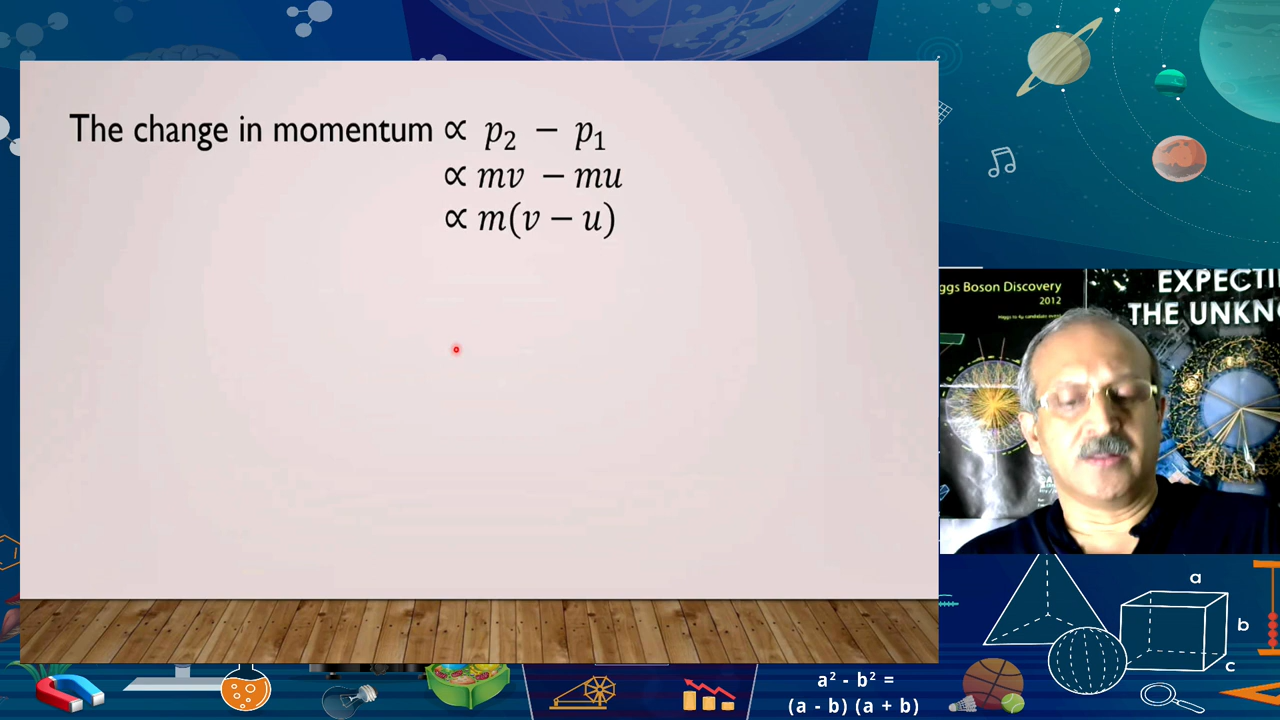 The change in momentum ∝ p₂ − p₁
∝ mv − mu
∝ m(v − u)
ggs Boson Discovery
2012
EXPECTI
THE UNKN
a
b
c
a² - b² =
(a - b) (a + b)